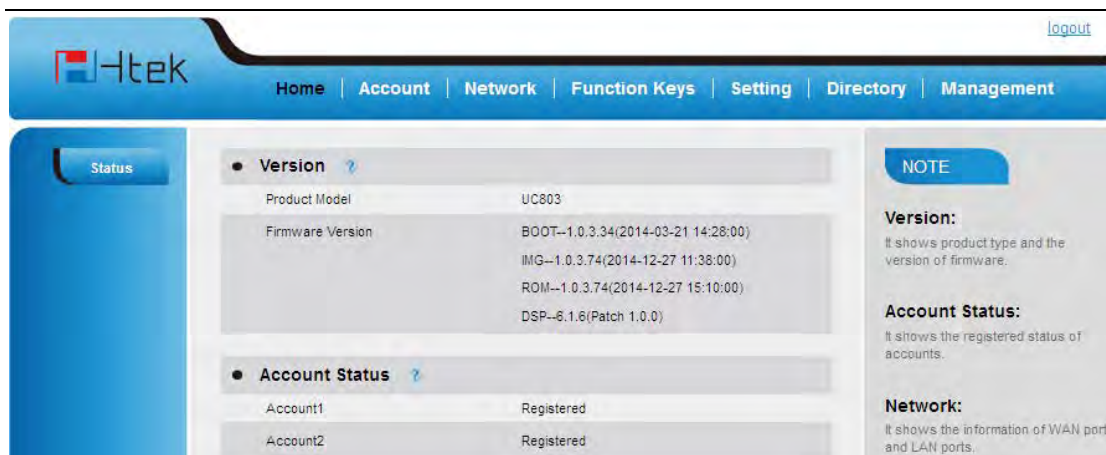 logout
Htek
Home | Account | Network | Function Keys | Setting | Directory | Management
Status
Version ?
Product Model UC803
Firmware Version BOOT--1.0.3.34(2014-03-21 14:28:00)
IMG--1.0.3.74(2014-12-27 11:38:00)
ROM--1.0.3.74(2014-12-27 15:10:00)
DSP--6.1.6(Patch 1.0.0)
Account Status ?
Account1 Registered
Account2 Registered
NOTE
Version:
It shows product type and the
version of firmware.
Account Status:
It shows the registered status of
accounts.
Network:
It shows the information of WAN port
and LAN ports.